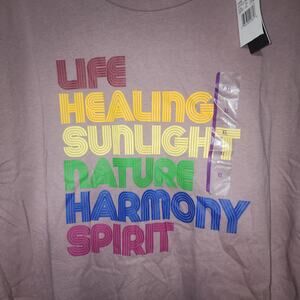 LIFE
HEALING
SUNLIGHT
NATURE
HARMONY
SPIRIT